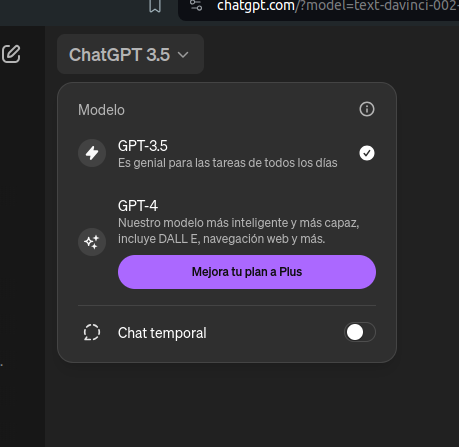 chatgpt.com/?model=text-davinci-002-
ChatGPT 3.5
Modelo
GPT-3.5
Es genial para las tareas de todos los días
GPT-4
Nuestro modelo más inteligente y más capaz,
incluye DALL E, navegación web y más.
Mejora tu plan a Plus
Chat temporal